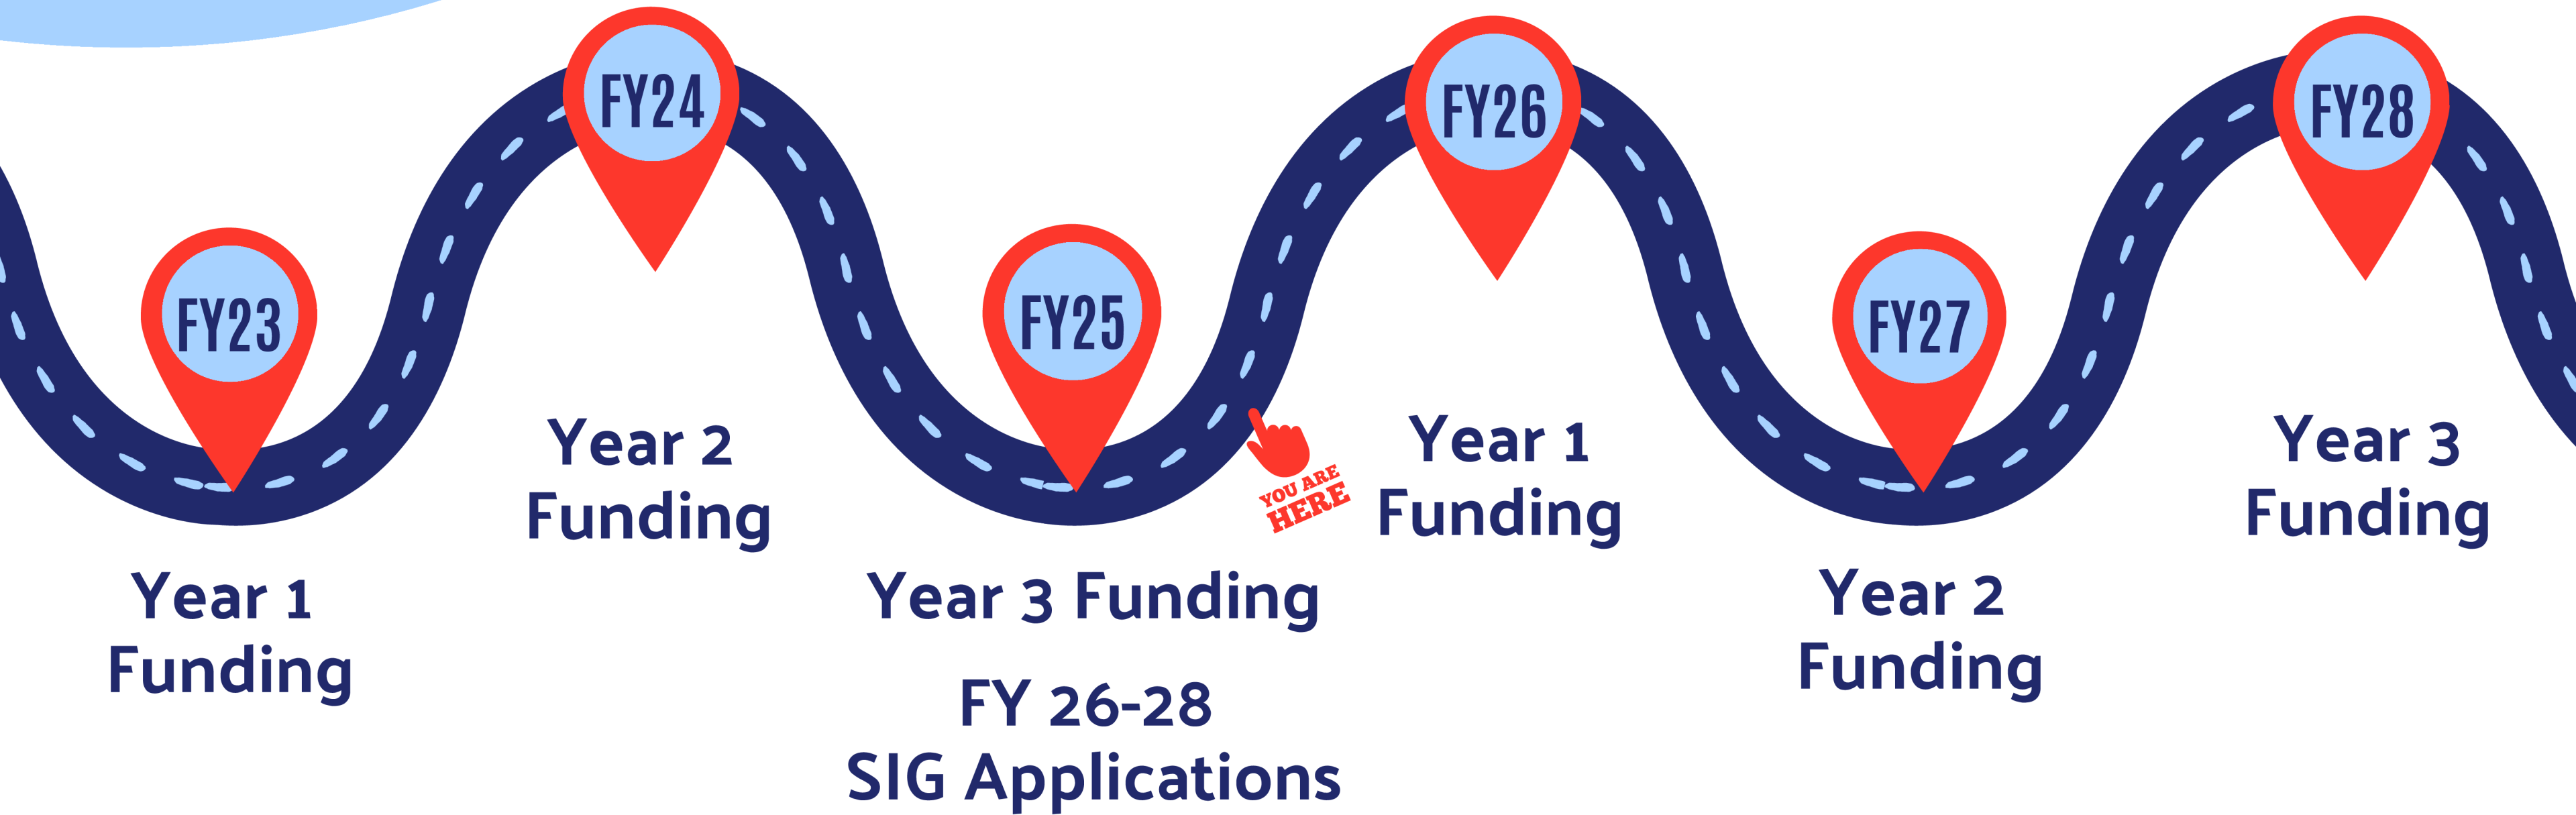 FY23
Year 1
Funding
FY24
Year 2
Funding
FY25
Year 3 Funding
FY 26-28
SIG Applications
YOU ARE
HERE
FY26
Year 1
Funding
FY27
Year 2
Funding
FY28
Year 3
Funding